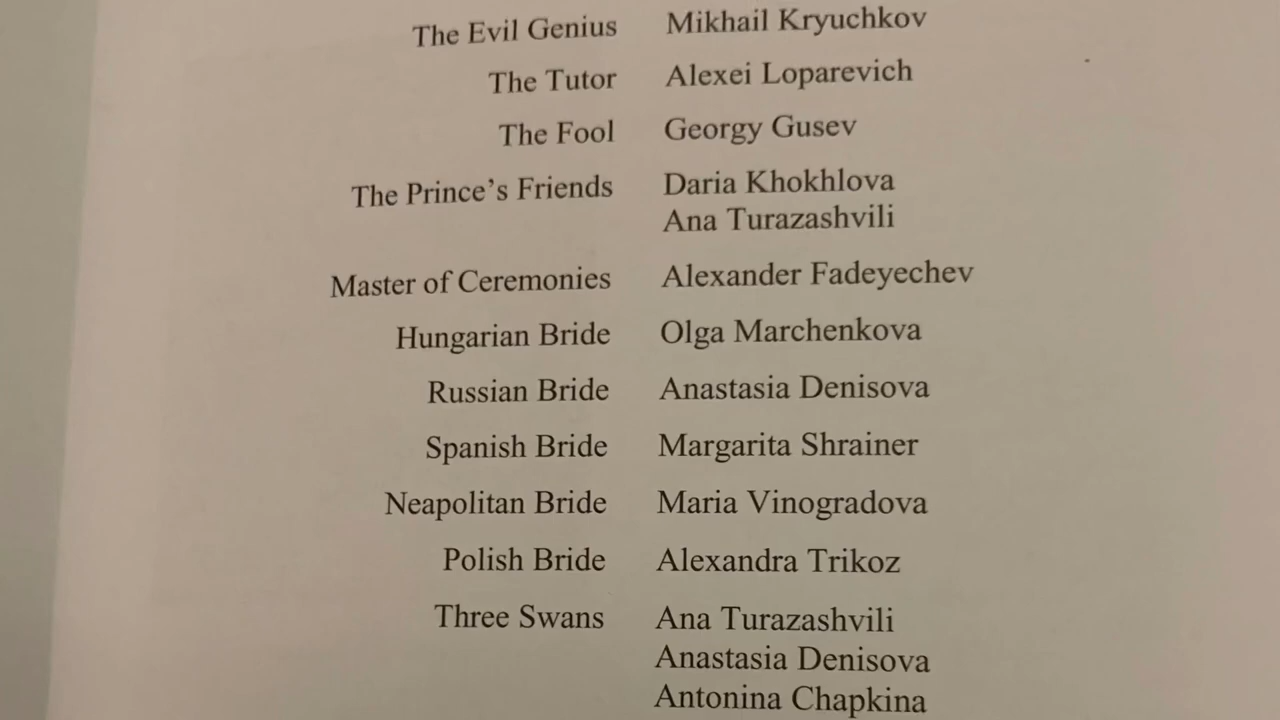 The Evil Genius Mikhail Kryuchkov
The Tutor Alexei Loparevich
The Fool Georgy Gusev
The Prince’s Friends Daria Khokhlova
Ana Turazashvili
Master of Ceremonies Alexander Fadeyechev
Hungarian Bride Olga Marchenkova
Russian Bride Anastasia Denisova
Spanish Bride Margarita Shrainer
Neapolitan Bride Maria Vinogradova
Polish Bride Alexandra Trikoz
Three Swans Ana Turazashvili
Anastasia Denisova
Antonina Chapkina